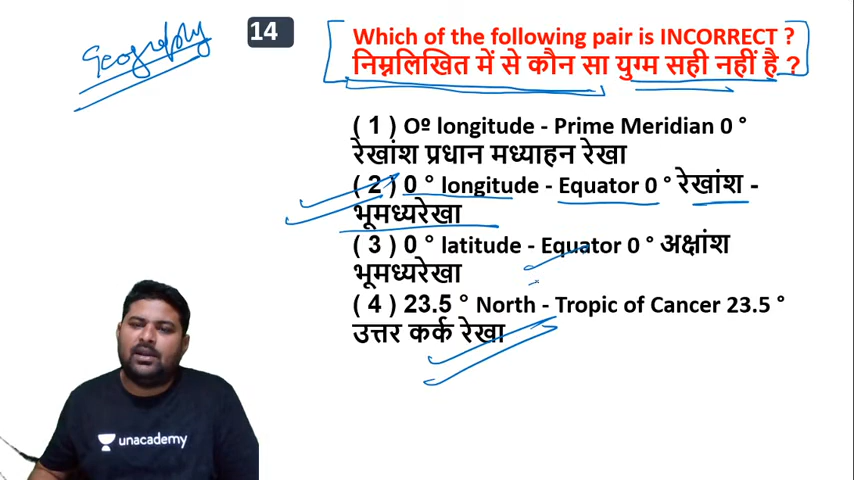 Geography
14
Which of the following pair is INCORRECT ?
निम्नलिखित में से कौन सा युग्म सही नहीं है ?
( 1 ) Oº longitude - Prime Meridian 0 °
रेखांश प्रधान मध्याहन रेखा
( 2 ) 0 ° longitude - Equator 0 ° रेखांश -
भूमध्यरेखा
( 3 ) 0 ° latitude - Equator 0 ° अक्षांश
भूमध्यरेखा
( 4 ) 23.5 ° North - Tropic of Cancer 23.5 °
उत्तर कर्क रेखा
unacademy